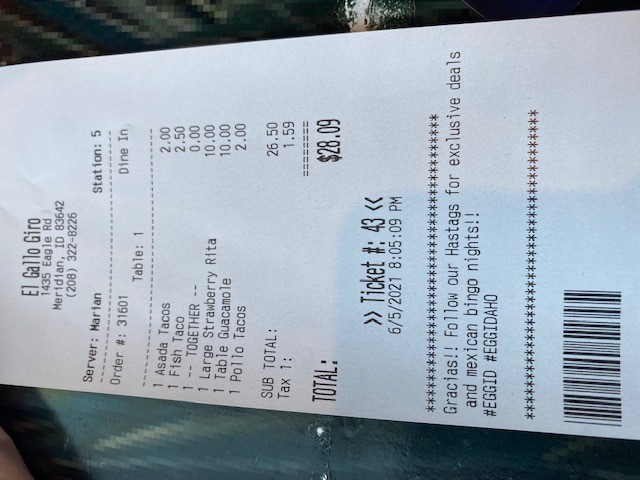 El Gallo Giro
1435 Eagle Rd
Meridian, ID 83642
(208) 322-8226
Server: Marian Station: 5
------------------------------
Order #: 31601 Dine In
Table: 1
------------------------------
1 Asada Tacos 2.00
1 Fish Taco 2.50
1 -- TOGETHER -- 0.00
1 Large Strawberry Rita 10.00
1 Table Guacamole 10.00
1 Pollo Tacos 2.00
SUB TOTAL: 26.50
Tax 1: 1.59
========
TOTAL: $28.09
>> Ticket #: 43 <<
6/5/2021 8:05:09 PM
****************************************
Gracias!! Follow our Hastags for exclusive deals
and mexican bingo nights!!
#EGGID #EGGIDAHO
****************************************